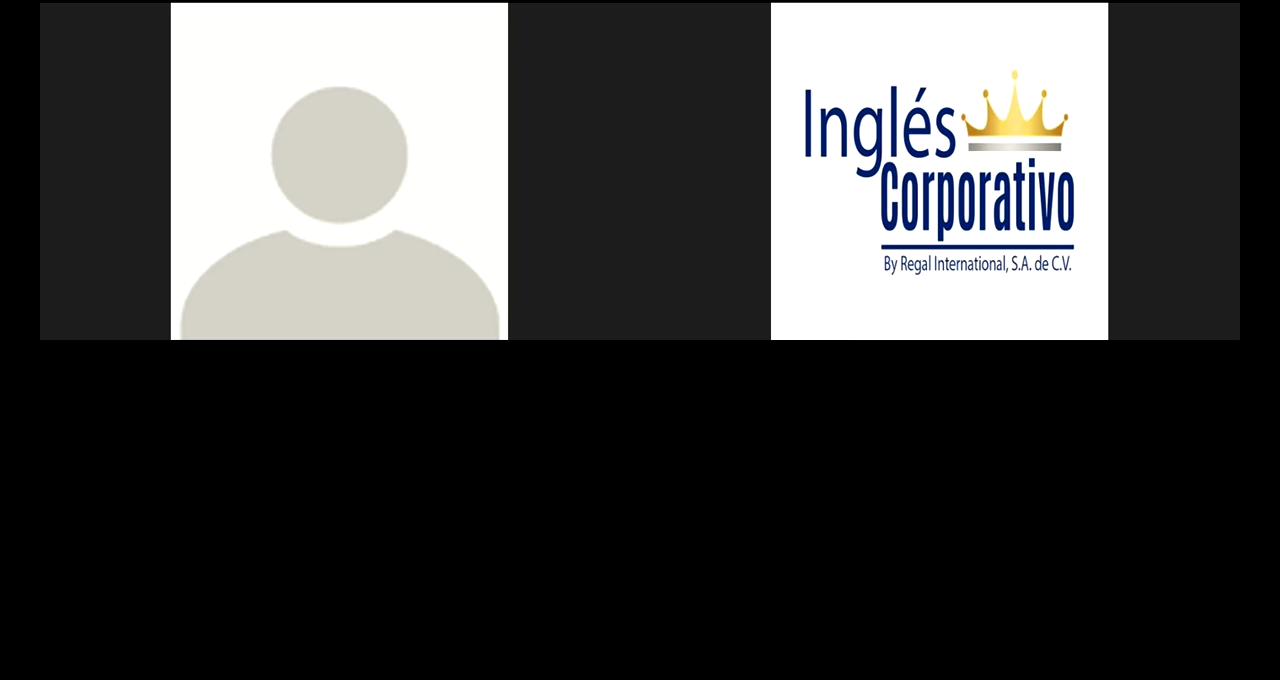 Inglés
Corporativo
By Regal International, S.A. de C.V.